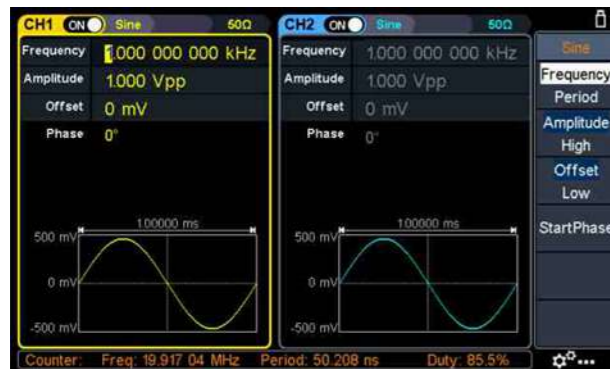 CH1 ON Sine 50Ω
Frequency 1.000 000 000 kHz
Amplitude 1.000 Vpp
Offset 0 mV
Phase 0°
1.00000 ms
500 mV
0 mV
-500 mV
CH2 ON Sine 50Ω
Frequency 1.000 000 000 kHz
Amplitude 1.000 Vpp
Offset 0 mV
Phase 0°
1.00000 ms
500 mV
0 mV
-500 mV
Sine
Frequency
Period
Amplitude
High
Offset
Low
StartPhase
Counter: Freq: 19.917 04 MHz Period: 50.208 ns Duty: 85.5%